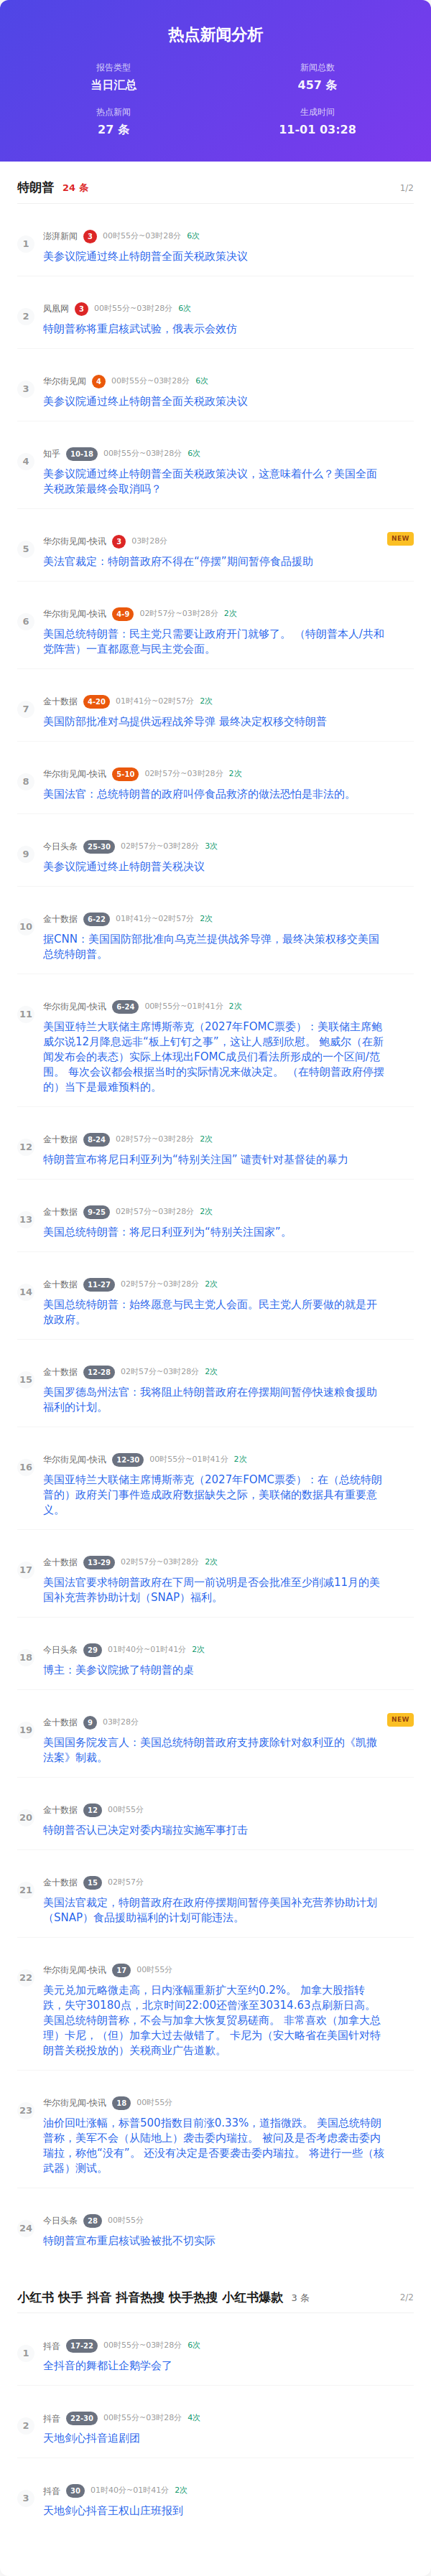 热点新闻分析
报告类型
新闻总数
当日汇总
457 条
热点新闻
生成时间
27 条
11-01 03:28
特朗普 24 条 1/2
1
澎湃新闻 3 00时55分~03时28分 6次
美参议院通过终止特朗普全面关税政策决议
2
凤凰网 3 00时55分~03时28分 6次
特朗普称将重启核武试验，俄表示会效仿
3
华尔街见闻 4 00时55分~03时28分 6次
美参议院通过终止特朗普全面关税政策决议
4
知乎 10-18 00时55分~03时28分 6次
美参议院通过终止特朗普全面关税政策决议，这意味着什么？美国全面
关税政策最终会取消吗？
5
华尔街见闻-快讯 3 03时28分
NEW
美法官裁定：特朗普政府不得在“停摆”期间暂停食品援助
6
华尔街见闻-快讯 4-9 02时57分~03时28分 2次
美国总统特朗普：民主党只需要让政府开门就够了。 （特朗普本人/共和
党阵营）一直都愿意与民主党会面。
7
金十数据 4-20 01时41分~02时57分 2次
美国防部批准对乌提供远程战斧导弹 最终决定权移交特朗普
8
华尔街见闻-快讯 5-10 02时57分~03时28分 2次
美国法官：总统特朗普的政府叫停食品救济的做法恐怕是非法的。
9
今日头条 25-30 02时57分~03时28分 3次
美参议院通过终止特朗普关税决议
10
金十数据 6-22 01时41分~02时57分 2次
据CNN：美国国防部批准向乌克兰提供战斧导弹，最终决策权移交美国
总统特朗普。
11
华尔街见闻-快讯 6-24 00时55分~01时41分 2次
美国亚特兰大联储主席博斯蒂克（2027年FOMC票委）：美联储主席鲍
威尔说12月降息远非“板上钉钉之事”，这让人感到欣慰。 鲍威尔（在新
闻发布会的表态）实际上体现出FOMC成员们看法所形成的一个区间/范
围。 每次会议都会根据当时的实际情况来做决定。 （在特朗普政府停摆
的）当下是最难预料的。
12
金十数据 8-24 02时57分~03时28分 2次
特朗普宣布将尼日利亚列为“特别关注国” 谴责针对基督徒的暴力
13
金十数据 9-25 02时57分~03时28分 2次
美国总统特朗普：将尼日利亚列为“特别关注国家”。
14
金十数据 11-27 02时57分~03时28分 2次
美国总统特朗普：始终愿意与民主党人会面。民主党人所要做的就是开
放政府。
15
金十数据 12-28 02时57分~03时28分 2次
美国罗德岛州法官：我将阻止特朗普政府在停摆期间暂停快速粮食援助
福利的计划。
16
华尔街见闻-快讯 12-30 00时55分~01时41分 2次
美国亚特兰大联储主席博斯蒂克（2027年FOMC票委）：在（总统特朗
普的）政府关门事件造成政府数据缺失之际，美联储的数据具有重要意
义。
17
金十数据 13-29 02时57分~03时28分 2次
美国法官要求特朗普政府在下周一前说明是否会批准至少削减11月的美
国补充营养协助计划（SNAP）福利。
18
今日头条 29 01时40分~01时41分 2次
博主：美参议院掀了特朗普的桌
19
金十数据 9 03时28分
NEW
美国国务院发言人：美国总统特朗普政府支持废除针对叙利亚的《凯撒
法案》制裁。
20
金十数据 12 00时55分
特朗普否认已决定对委内瑞拉实施军事打击
21
金十数据 15 02时57分
美国法官裁定，特朗普政府在政府停摆期间暂停美国补充营养协助计划
（SNAP）食品援助福利的计划可能违法。
22
华尔街见闻-快讯 17 00时55分
美元兑加元略微走高，日内涨幅重新扩大至约0.2%。 加拿大股指转
跌，失守30180点，北京时间22:00还曾涨至30314.63点刷新日高。
美国总统特朗普称，不会与加拿大恢复贸易磋商。 非常喜欢（加拿大总
理）卡尼，（但）加拿大过去做错了。 卡尼为（安大略省在美国针对特
朗普关税投放的）关税商业广告道歉。
23
华尔街见闻-快讯 18 00时55分
油价回吐涨幅，标普500指数目前涨0.33%，道指微跌。 美国总统特朗
普称，美军不会（从陆地上）袭击委内瑞拉。 被问及是否考虑袭击委内
瑞拉，称他“没有”。 还没有决定是否要袭击委内瑞拉。 将进行一些（核
武器）测试。
24
今日头条 28 00时55分
特朗普宣布重启核试验被批不切实际
小红书 快手 抖音 抖音热搜 快手热搜 小红书爆款 3 条 2/2
1
抖音 17-22 00时55分~03时28分 6次
全抖音的舞都让企鹅学会了
2
抖音 22-30 00时55分~03时28分 4次
天地剑心抖音追剧团
3
抖音 30 01时40分~01时41分 2次
天地剑心抖音王权山庄班报到